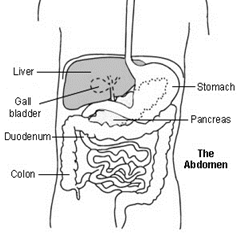 Liver
Stomach
Gall
bladder
Pancreas
Duodenum
The
Abdomen
Colon